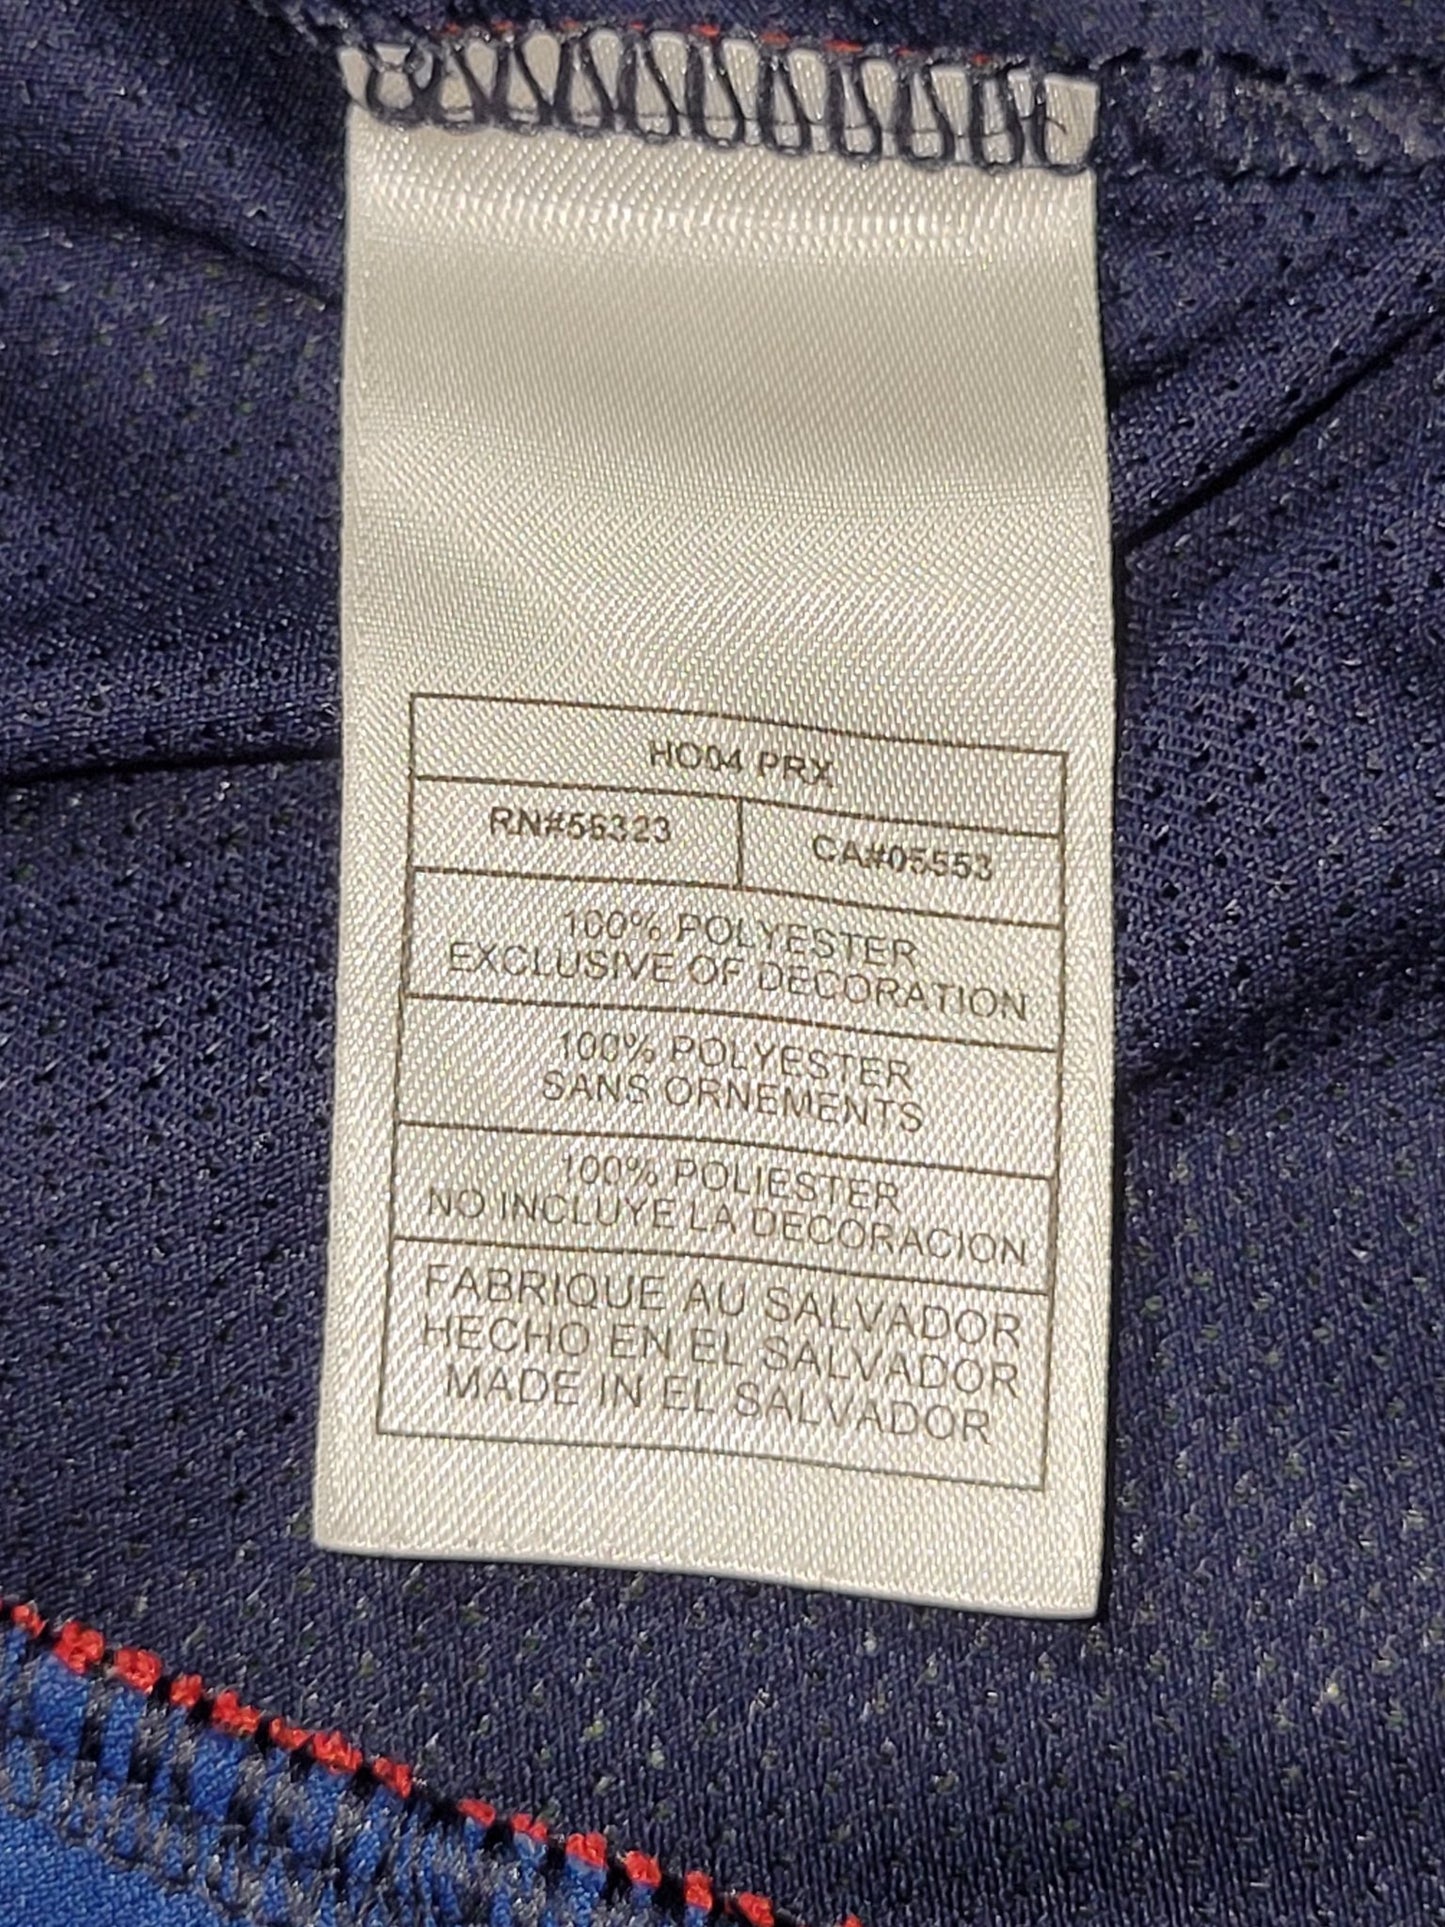 HO04 PRX
RN#56323
CA#05553
100% POLYESTER
EXCLUSIVE OF DECORATION
100% POLYESTER
SANS ORNEMENTS
100% POLIESTER
NO INCLUYE LA DECORACION
FABRIQUE AU SALVADOR
HECHO EN EL SALVADOR
MADE IN EL SALVADOR